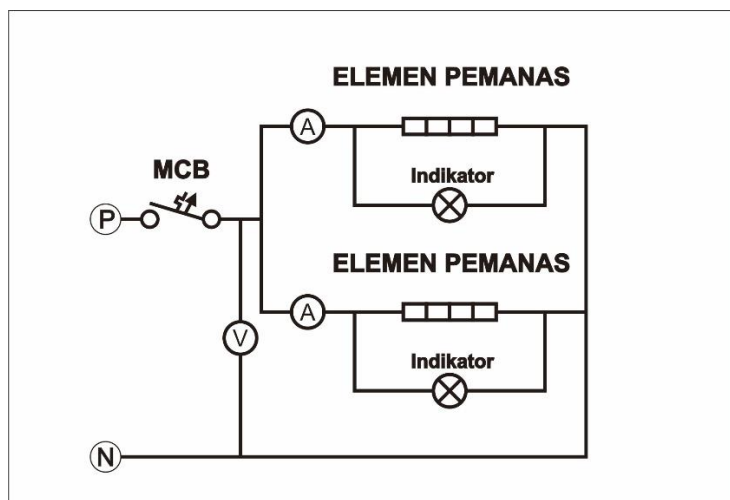 ELEMEN PEMANAS
A
MCB
Indikator
P
ELEMEN PEMANAS
A
V
Indikator
N